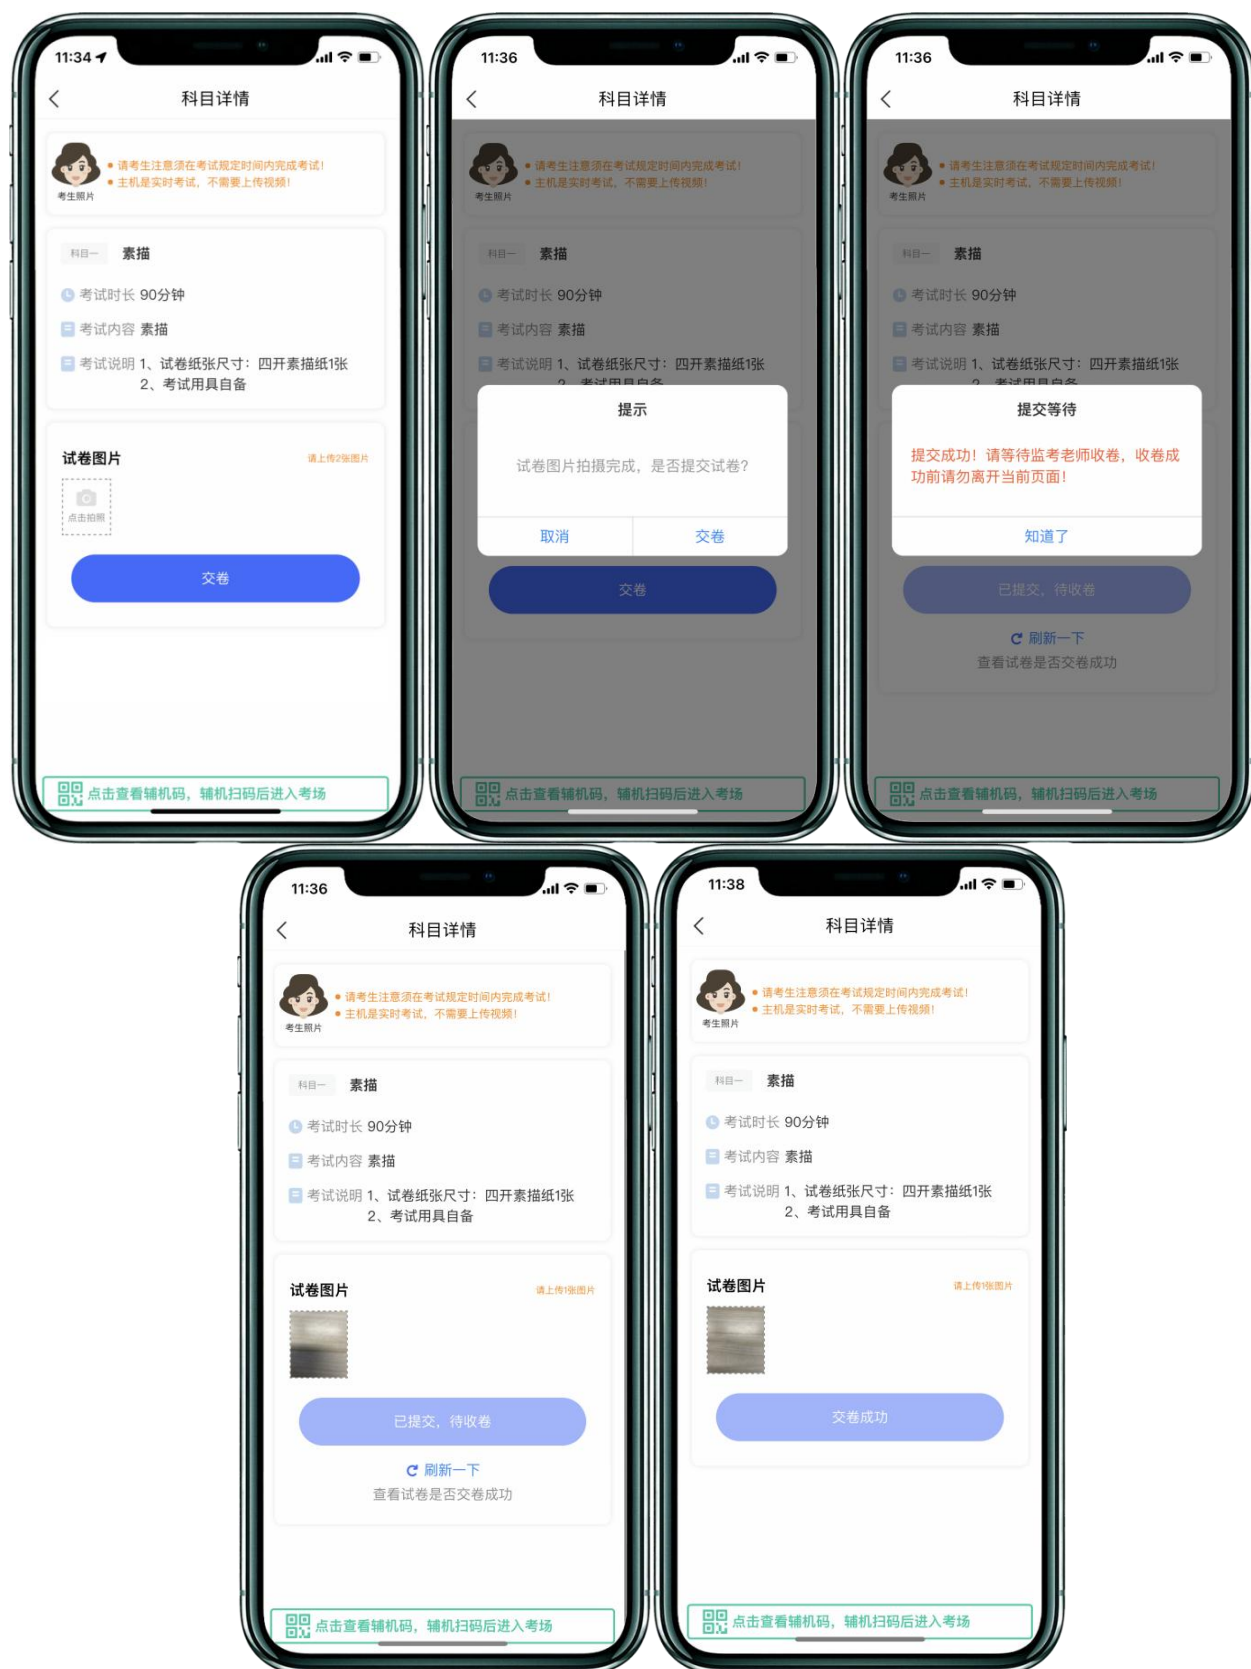 11:34
科目详情
考生照片
• 请考生注意须在考试规定时间内完成考试！
• 主机是实时考试，不需要上传视频！
科目一 素描
考试时长 90分钟
考试内容 素描
考试说明 1、试卷纸张尺寸：四开素描纸1张
2、考试用具自备
试卷图片 请上传2张图片
点击拍照
交卷
点击查看辅机码，辅机扫码后进入考场
11:36
科目详情
考生照片
• 请考生注意须在考试规定时间内完成考试！
• 主机是实时考试，不需要上传视频！
科目一 素描
考试时长 90分钟
考试内容 素描
考试说明 1、试卷纸张尺寸：四开素描纸1张
2、考试用具自备
提示
试卷图片拍摄完成，是否提交试卷？
取消 交卷
交卷
点击查看辅机码，辅机扫码后进入考场
11:36
科目详情
考生照片
• 请考生注意须在考试规定时间内完成考试！
• 主机是实时考试，不需要上传视频！
科目一 素描
考试时长 90分钟
考试内容 素描
考试说明 1、试卷纸张尺寸：四开素描纸1张
2、考试用具自备
提交等待
提交成功！请等待监考老师收卷，收卷成
功前请勿离开当前页面！
知道了
已提交，待收卷
刷新一下
查看试卷是否交卷成功
点击查看辅机码，辅机扫码后进入考场
11:36
科目详情
考生照片
• 请考生注意须在考试规定时间内完成考试！
• 主机是实时考试，不需要上传视频！
科目一 素描
考试时长 90分钟
考试内容 素描
考试说明 1、试卷纸张尺寸：四开素描纸1张
2、考试用具自备
试卷图片 请上传1张图片
已提交，待收卷
刷新一下
查看试卷是否交卷成功
点击查看辅机码，辅机扫码后进入考场
11:38
科目详情
考生照片
• 请考生注意须在考试规定时间内完成考试！
• 主机是实时考试，不需要上传视频！
科目一 素描
考试时长 90分钟
考试内容 素描
考试说明 1、试卷纸张尺寸：四开素描纸1张
2、考试用具自备
试卷图片 请上传1张图片
交卷成功
点击查看辅机码，辅机扫码后进入考场